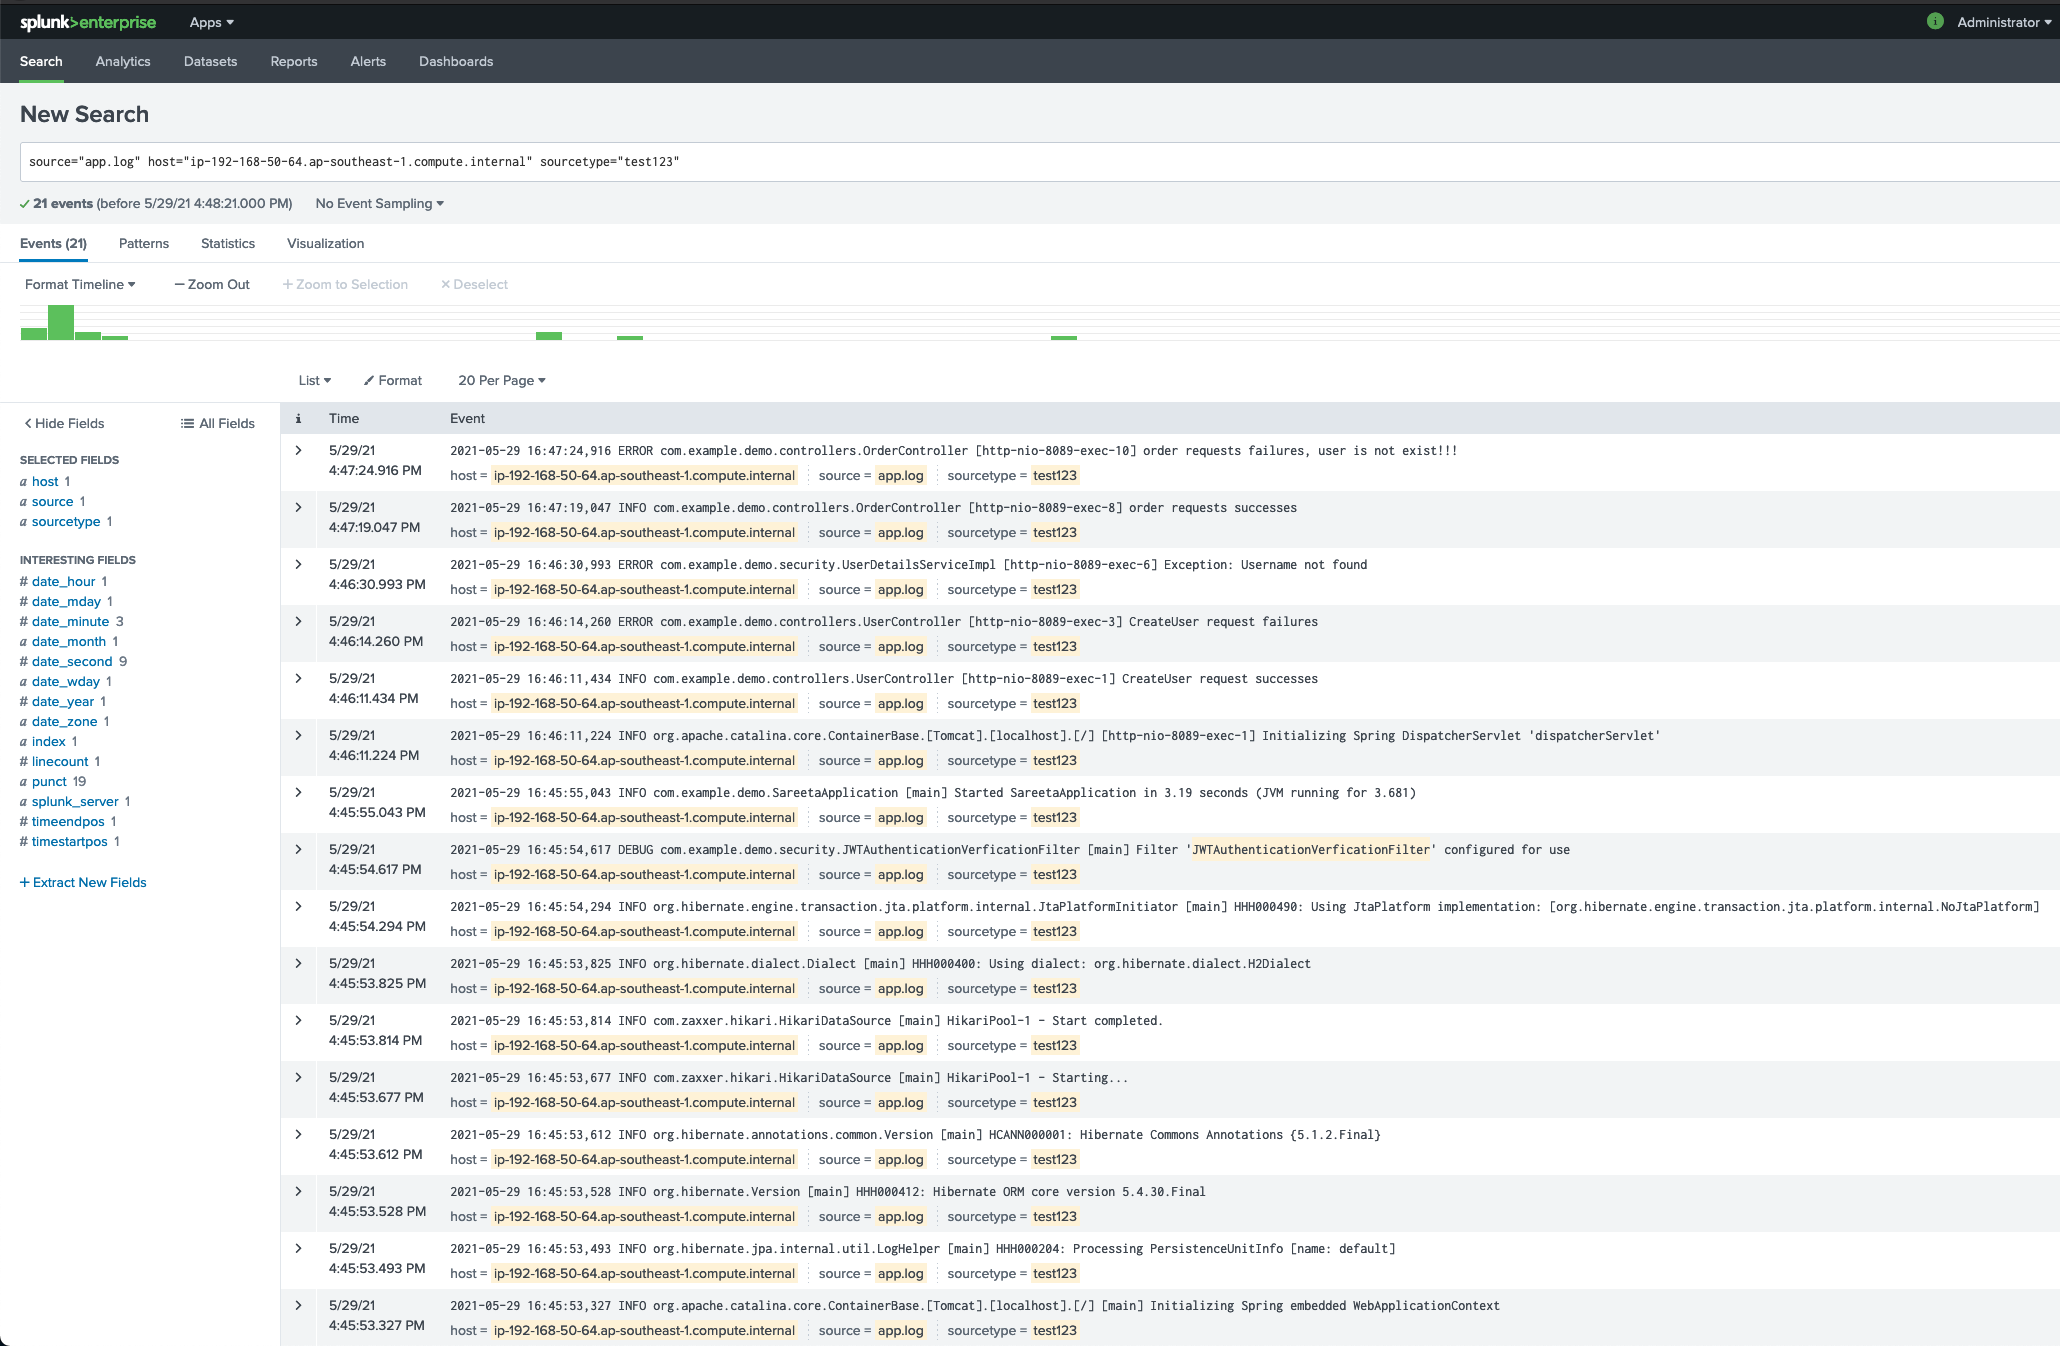 splunk>enterprise Apps Administrator
Search Analytics Datasets Reports Alerts Dashboards
New Search
source="app.log" host="ip-192-168-50-64.ap-southeast-1.compute.internal" sourcetype="test123"
21 events (before 5/29/21 4:48:21.000 PM) No Event Sampling
Events (21) Patterns Statistics Visualization
Format Timeline — Zoom Out + Zoom to Selection × Deselect
List Format 20 Per Page
< Hide Fields All Fields
SELECTED FIELDS
a host 1
a source 1
a sourcetype 1
INTERESTING FIELDS
# date_hour 1
# date_mday 1
# date_minute 3
a date_month 1
# date_second 9
a date_wday 1
# date_year 1
a date_zone 1
a index 1
# linecount 1
a punct 19
a splunk_server 1
# timeendpos 1
# timestartpos 1
+ Extract New Fields
i Time Event
5/29/21 2021-05-29 16:47:24,916 ERROR com.example.demo.controllers.OrderController [http-nio-8089-exec-10] order requests failures, user is not exist!!!
4:47:24.916 PM host = ip-192-168-50-64.ap-southeast-1.compute.internal source = app.log sourcetype = test123
5/29/21 2021-05-29 16:47:19,047 INFO com.example.demo.controllers.OrderController [http-nio-8089-exec-8] order requests successes
4:47:19.047 PM host = ip-192-168-50-64.ap-southeast-1.compute.internal source = app.log sourcetype = test123
5/29/21 2021-05-29 16:46:30,993 ERROR com.example.demo.security.UserDetailsServiceImpl [http-nio-8089-exec-6] Exception: Username not found
4:46:30.993 PM host = ip-192-168-50-64.ap-southeast-1.compute.internal source = app.log sourcetype = test123
5/29/21 2021-05-29 16:46:14,260 ERROR com.example.demo.controllers.UserController [http-nio-8089-exec-3] CreateUser request failures
4:46:14.260 PM host = ip-192-168-50-64.ap-southeast-1.compute.internal source = app.log sourcetype = test123
5/29/21 2021-05-29 16:46:11,434 INFO com.example.demo.controllers.UserController [http-nio-8089-exec-1] CreateUser request successes
4:46:11.434 PM host = ip-192-168-50-64.ap-southeast-1.compute.internal source = app.log sourcetype = test123
5/29/21 2021-05-29 16:46:11,224 INFO org.apache.catalina.core.ContainerBase.[Tomcat].[localhost].[/] [http-nio-8089-exec-1] Initializing Spring DispatcherServlet 'dispatcherServlet'
4:46:11.224 PM host = ip-192-168-50-64.ap-southeast-1.compute.internal source = app.log sourcetype = test123
5/29/21 2021-05-29 16:45:55,043 INFO com.example.demo.SareetaApplication [main] Started SareetaApplication in 3.19 seconds (JVM running for 3.681)
4:45:55.043 PM host = ip-192-168-50-64.ap-southeast-1.compute.internal source = app.log sourcetype = test123
5/29/21 2021-05-29 16:45:54,617 DEBUG com.example.demo.security.JWTAuthenticationVerficationFilter [main] Filter 'JWTAuthenticationVerficationFilter' configured for use
4:45:54.617 PM host = ip-192-168-50-64.ap-southeast-1.compute.internal source = app.log sourcetype = test123
5/29/21 2021-05-29 16:45:54,294 INFO org.hibernate.engine.transaction.jta.platform.internal.JtaPlatformInitiator [main] HHH000490: Using JtaPlatform implementation: [org.hibernate.engine.transaction.jta.platform.internal.NoJtaPlatform]
4:45:54.294 PM host = ip-192-168-50-64.ap-southeast-1.compute.internal source = app.log sourcetype = test123
5/29/21 2021-05-29 16:45:53,825 INFO org.hibernate.dialect.Dialect [main] HHH000400: Using dialect: org.hibernate.dialect.H2Dialect
4:45:53.825 PM host = ip-192-168-50-64.ap-southeast-1.compute.internal source = app.log sourcetype = test123
5/29/21 2021-05-29 16:45:53,814 INFO com.zaxxer.hikari.HikariDataSource [main] HikariPool-1 - Start completed.
4:45:53.814 PM host = ip-192-168-50-64.ap-southeast-1.compute.internal source = app.log sourcetype = test123
5/29/21 2021-05-29 16:45:53,677 INFO com.zaxxer.hikari.HikariDataSource [main] HikariPool-1 - Starting...
4:45:53.677 PM host = ip-192-168-50-64.ap-southeast-1.compute.internal source = app.log sourcetype = test123
5/29/21 2021-05-29 16:45:53,612 INFO org.hibernate.annotations.common.Version [main] HCANN000001: Hibernate Commons Annotations {5.1.2.Final}
4:45:53.612 PM host = ip-192-168-50-64.ap-southeast-1.compute.internal source = app.log sourcetype = test123
5/29/21 2021-05-29 16:45:53,528 INFO org.hibernate.Version [main] HHH000412: Hibernate ORM core version 5.4.30.Final
4:45:53.528 PM host = ip-192-168-50-64.ap-southeast-1.compute.internal source = app.log sourcetype = test123
5/29/21 2021-05-29 16:45:53,493 INFO org.hibernate.jpa.internal.util.LogHelper [main] HHH000204: Processing PersistenceUnitInfo [name: default]
4:45:53.493 PM host = ip-192-168-50-64.ap-southeast-1.compute.internal source = app.log sourcetype = test123
5/29/21 2021-05-29 16:45:53,327 INFO org.apache.catalina.core.ContainerBase.[Tomcat].[localhost].[/] [main] Initializing Spring embedded WebApplicationContext
4:45:53.327 PM host = ip-192-168-50-64.ap-southeast-1.compute.internal source = app.log sourcetype = test123